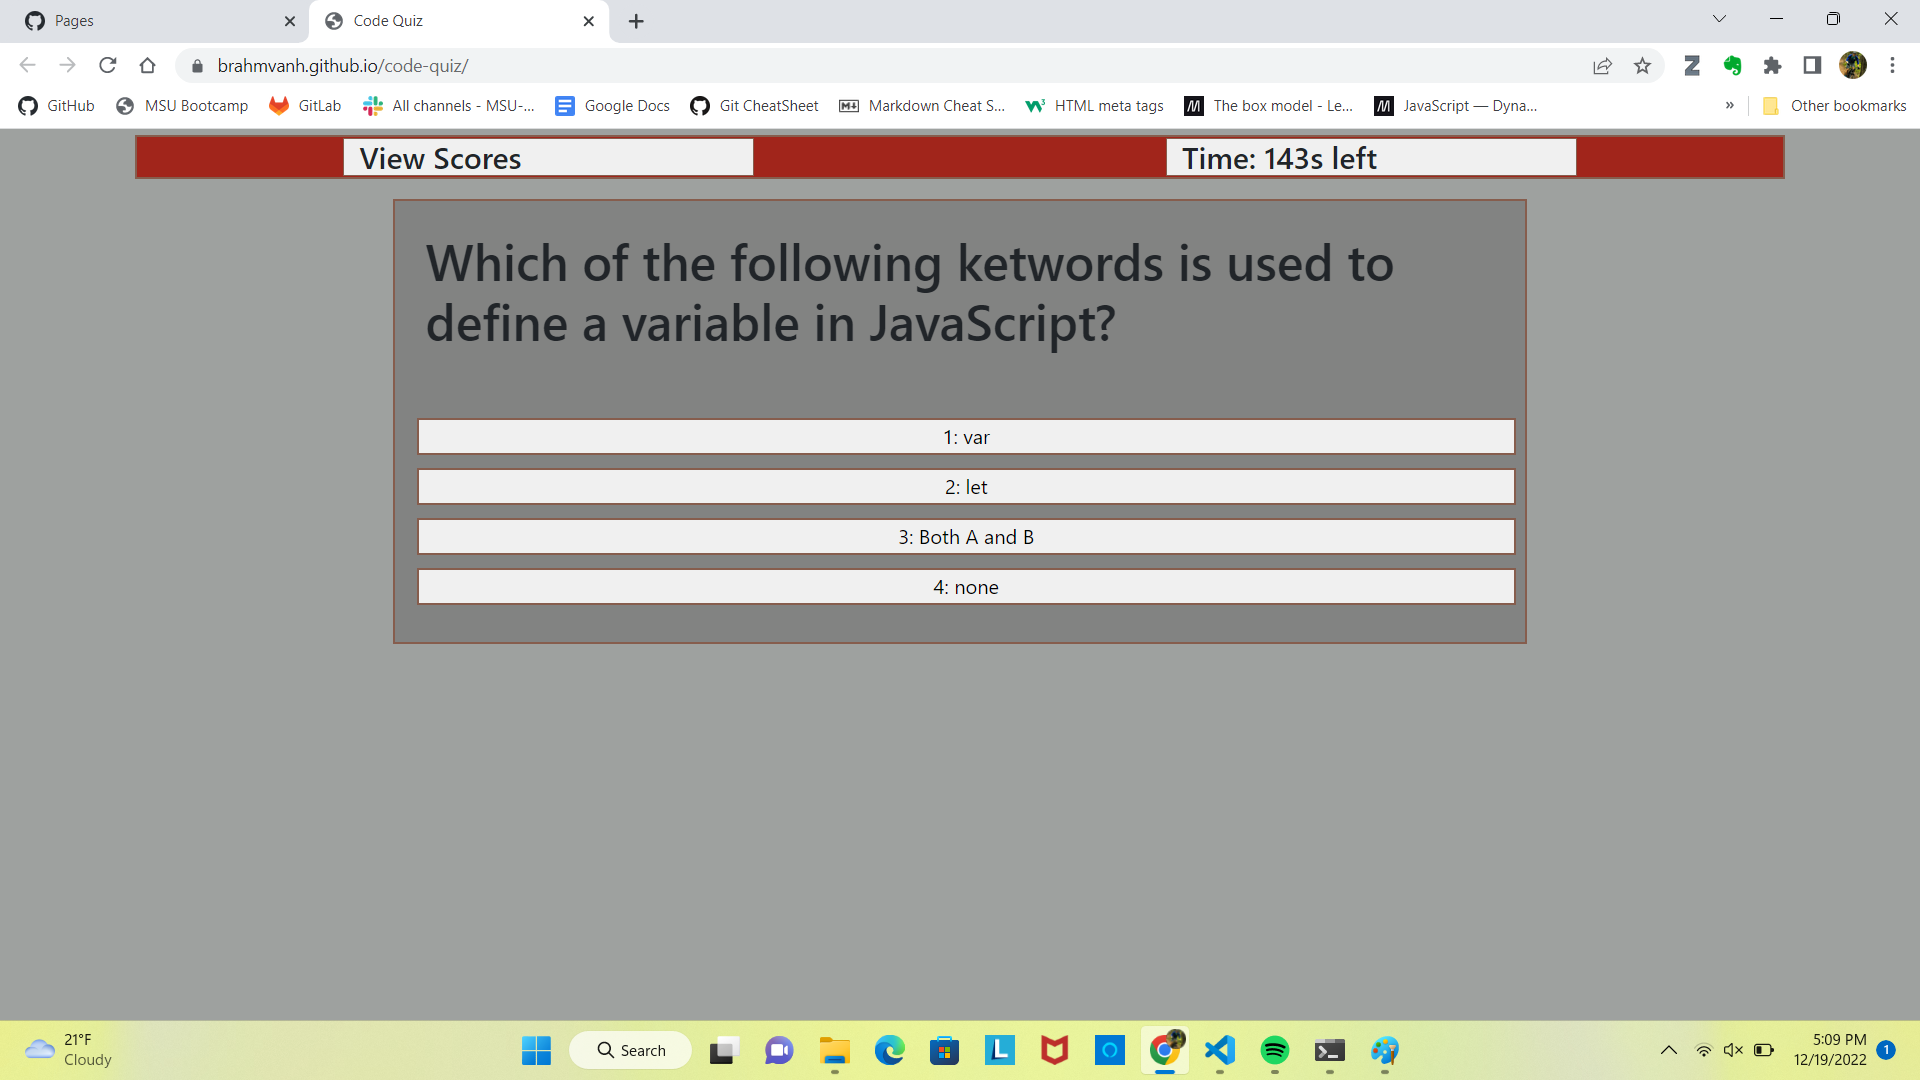 Pages
Code Quiz
brahmvanh.github.io/code-quiz/
GitHub
MSU Bootcamp
GitLab
All channels - MSU-...
Google Docs
Git CheatSheet
Markdown Cheat S...
HTML meta tags
The box model - Le...
JavaScript — Dyna...
»
Other bookmarks
View Scores
Time: 143s left
Which of the following ketwords is used to
define a variable in JavaScript?
1: var
2: let
3: Both A and B
4: none
21°F
Cloudy
Search
5:09 PM
12/19/2022
1